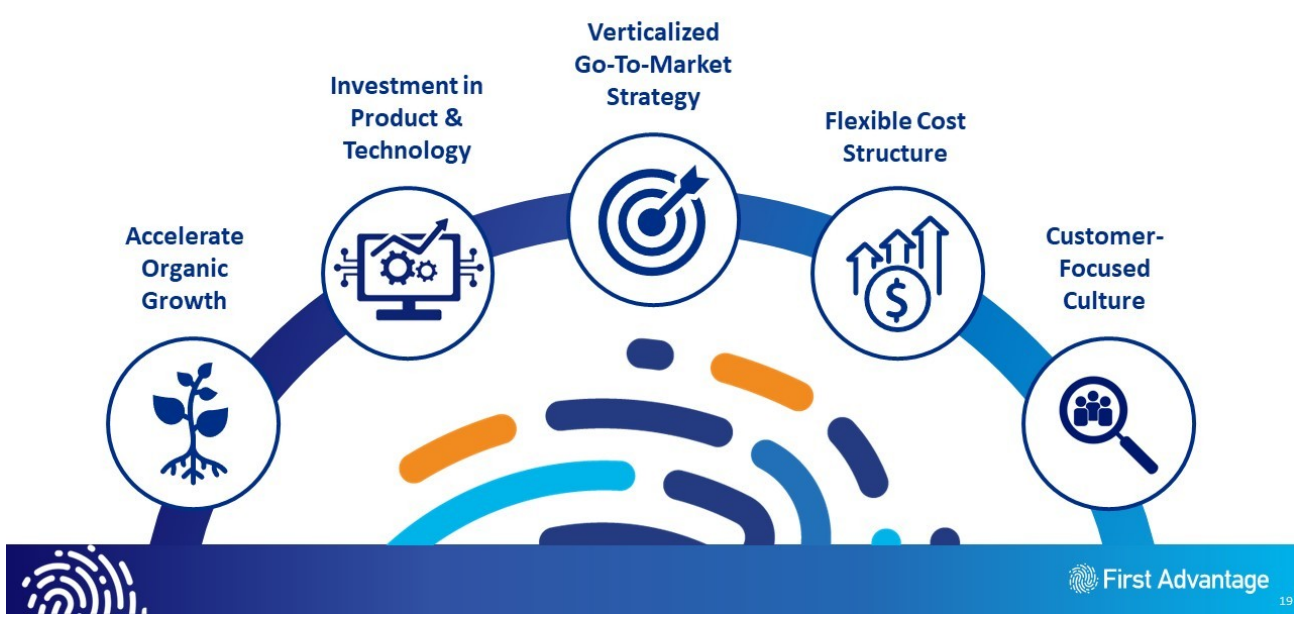 Accelerate
Organic
Growth
Investment in
Product &
Technology
Verticalized
Go-To-Market
Strategy
Flexible Cost
Structure
Customer-
Focused
Culture
$
First Advantage
19